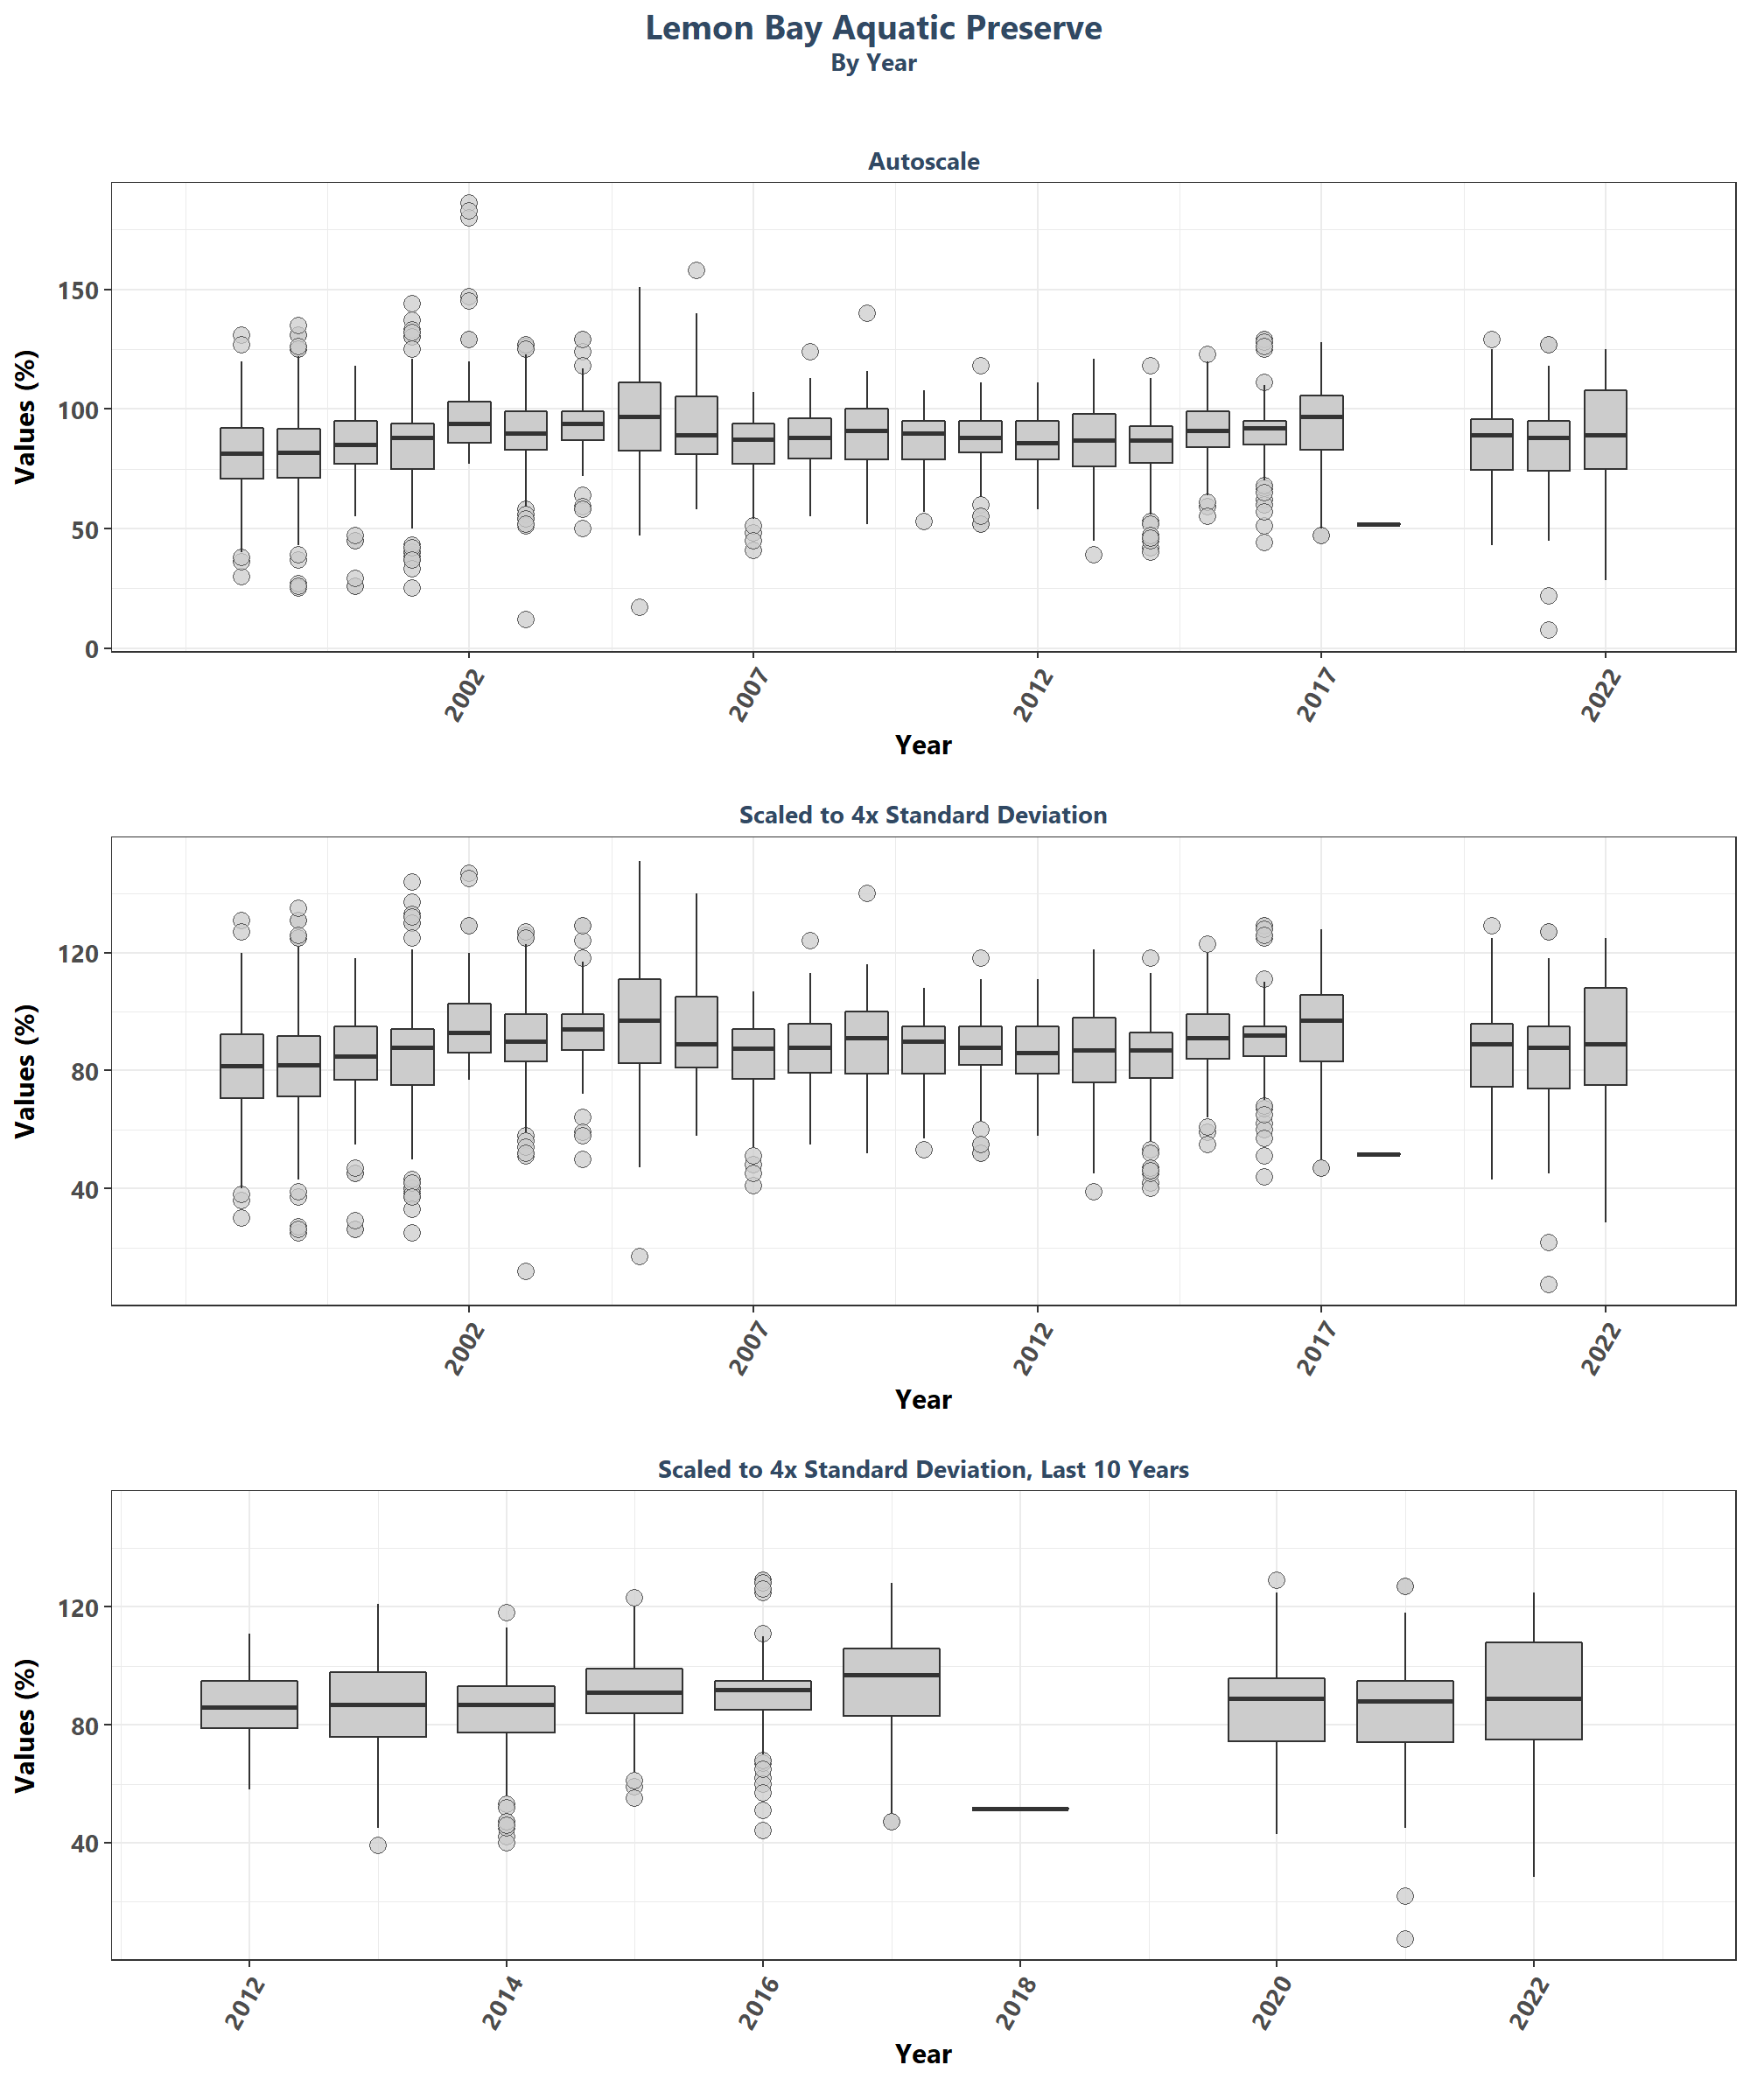 Lemon Bay Aquatic Preserve
By Year
Autoscale
Values (%)
150
100
50
0
2002
2007
2012
2017
2022
Year
Scaled to 4x Standard Deviation
Values (%)
120
80
40
2002
2007
2012
2017
2022
Year
Scaled to 4x Standard Deviation, Last 10 Years
Values (%)
120
80
40
2012
2014
2016
2018
2020
2022
Year